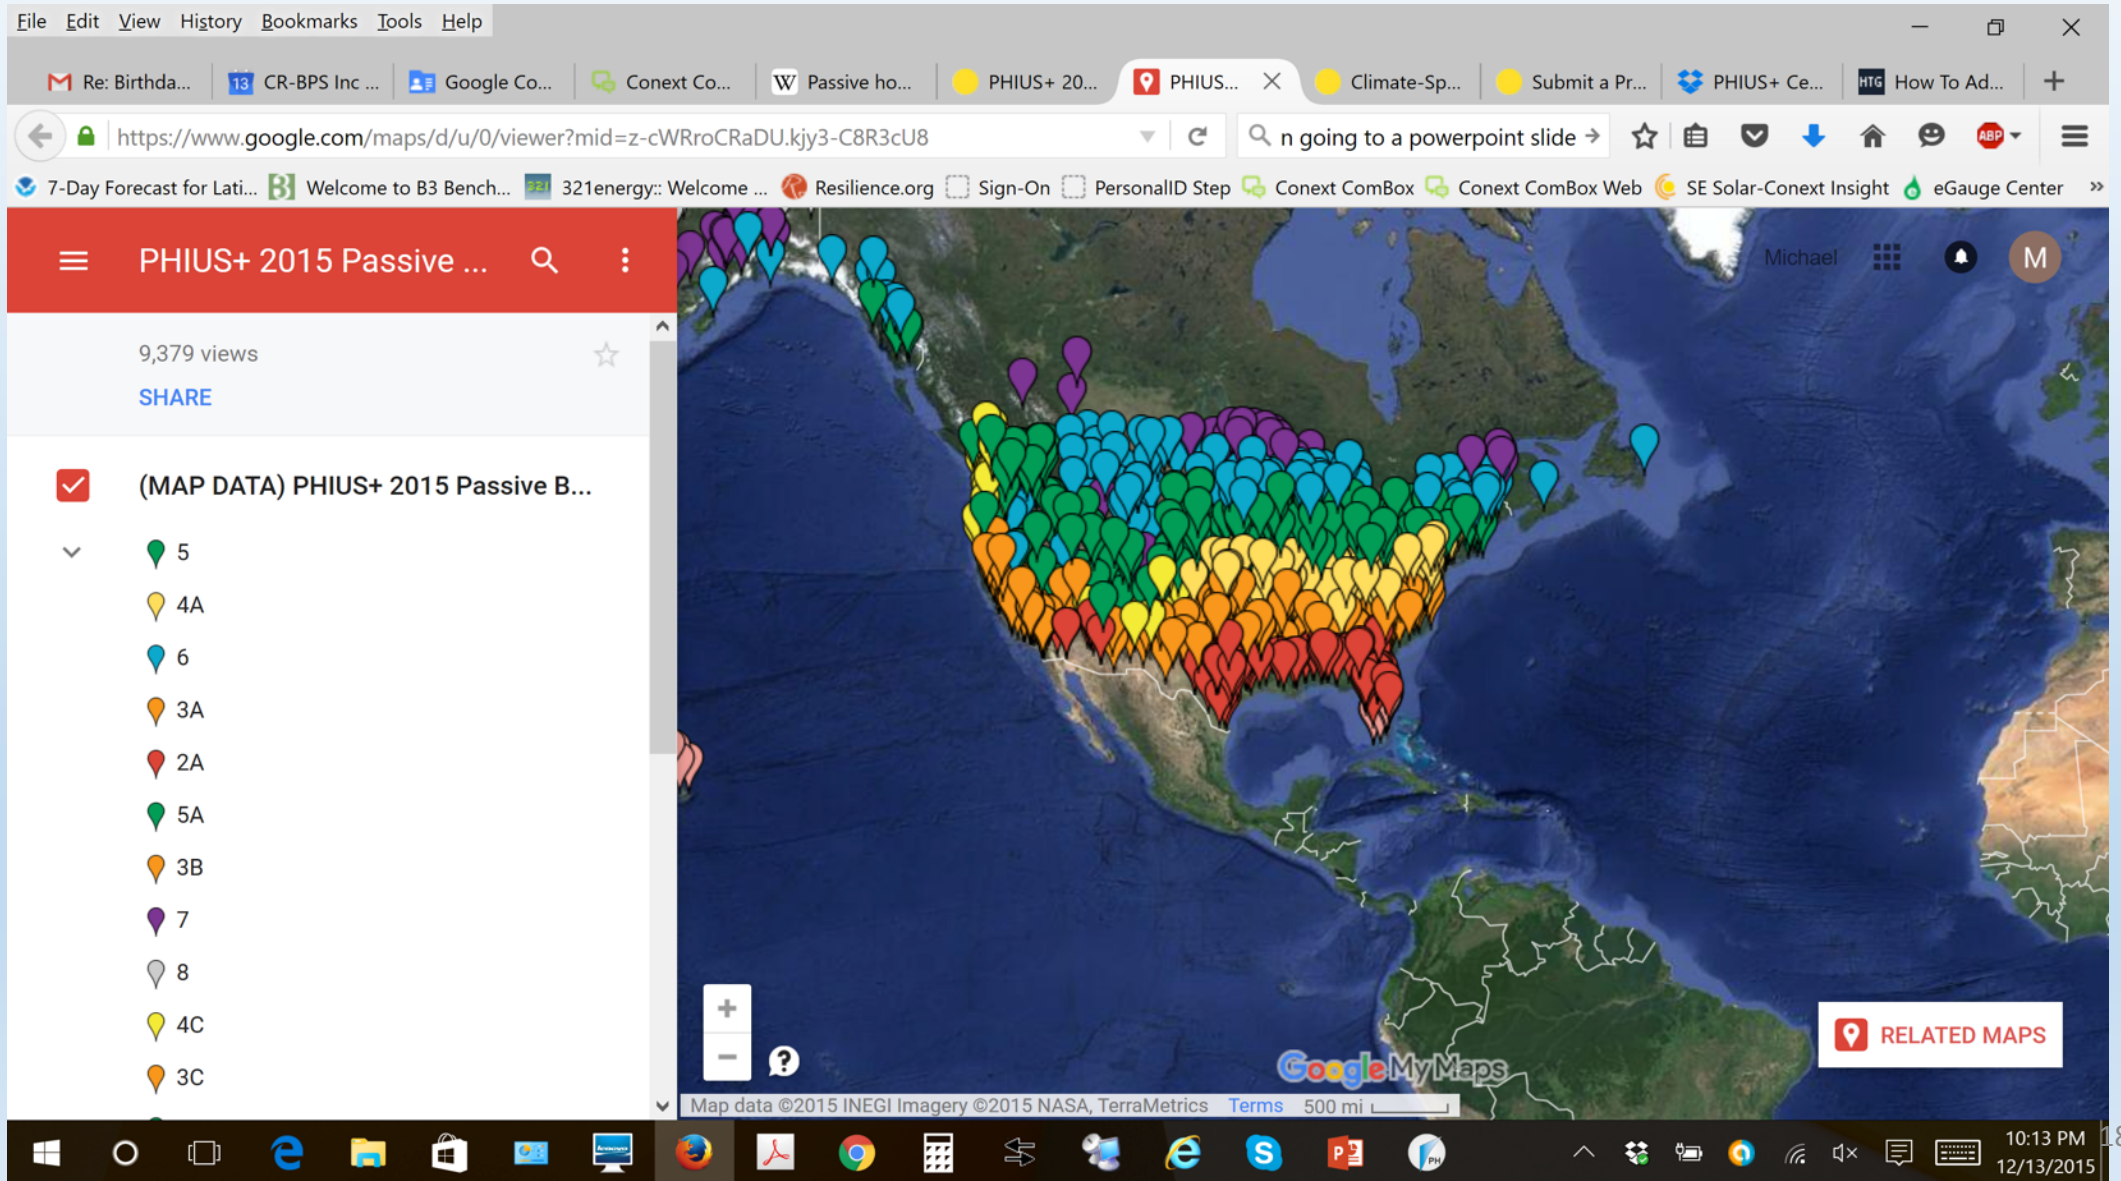 File Edit View History Bookmarks Tools Help
Re: Birthda... 13 CR-BPS Inc ... Google Co... Conext Co... W Passive ho... PHIUS+ 20... PHIUS... Climate-Sp... Submit a Pr... PHIUS+ Ce... HTG How To Ad...
https://www.google.com/maps/d/u/0/viewer?mid=z-cWRroCRaDU.kjy3-C8R3cU8 n going to a powerpoint slide ABP
7-Day Forecast for Lati... B Welcome to B3 Bench... 321 321energy:: Welcome ... Resilience.org Sign-On PersonalID Step Conext ComBox Conext ComBox Web SE Solar-Conext Insight eGauge Center »
PHIUS+ 2015 Passive ...
Michael M
9,379 views
SHARE
(MAP DATA) PHIUS+ 2015 Passive B...
5
4A
6
3A
2A
5A
3B
7
8
4C
3C
RELATED MAPS
Google My Maps
Map data ©2015 INEGI Imagery ©2015 NASA, TerraMetrics Terms 500 mi
10:13 PM
12/13/2015
18